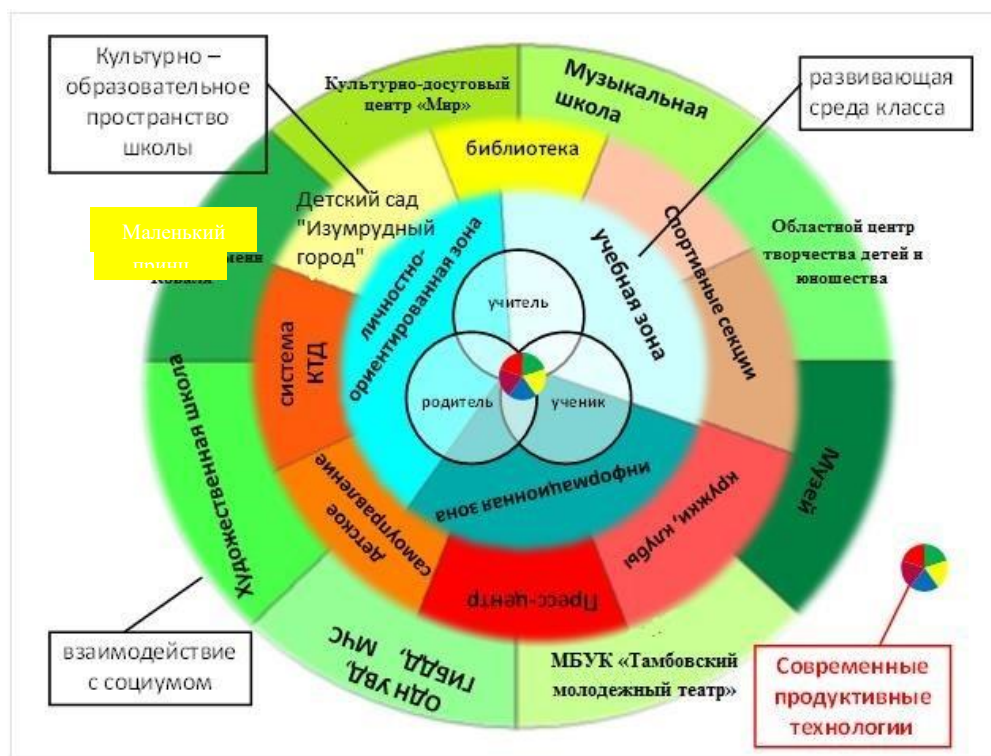 Культурно –
образовательное
пространство
школы
Культурно-досуговый
центр «Мир»
Музыкальная
школа
развивающая
среда класса
библиотека
Детский сад
"Изумрудный
город"
Маленький
Спортивные секции
Областной центр
творчества детей и
юношества
личностно-
ориентированная зона
учебная зона
учитель
родитель
ученик
система
КТД
Художественная школа
информационная зона
Музей
детское
самоуправление
кружки, клубы
Пресс-центр
ОДН УВД,
ГИБДД, МЧС
МБУК «Тамбовский
молодежный театр»
взаимодействие
с социумом
Современные
продуктивные
технологии